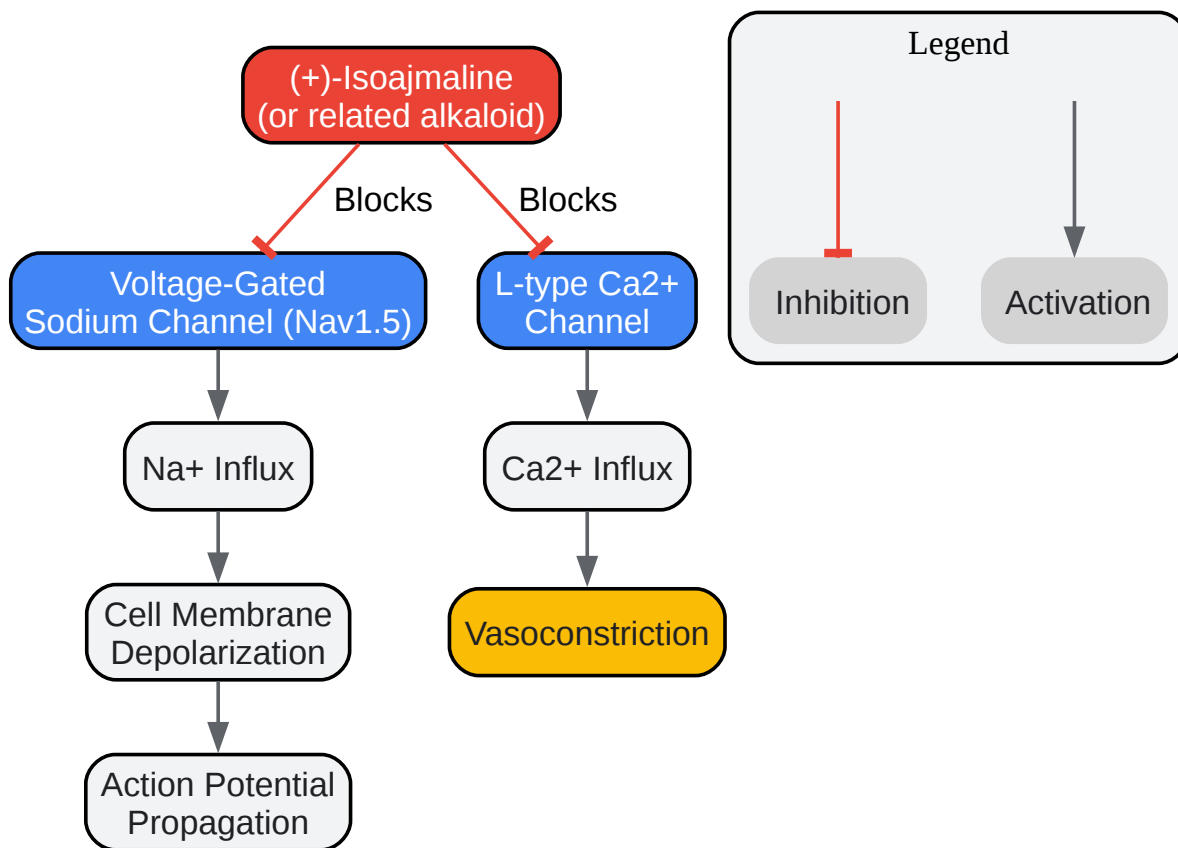 (+)-Isoajmaline
(or related alkaloid)
Blocks
Blocks
Voltage-Gated
Sodium Channel (Nav1.5)
L-type Ca2+
Channel
Na+ Influx
Ca2+ Influx
Cell Membrane
Depolarization
Vasoconstriction
Action Potential
Propagation
Legend
Inhibition
Activation